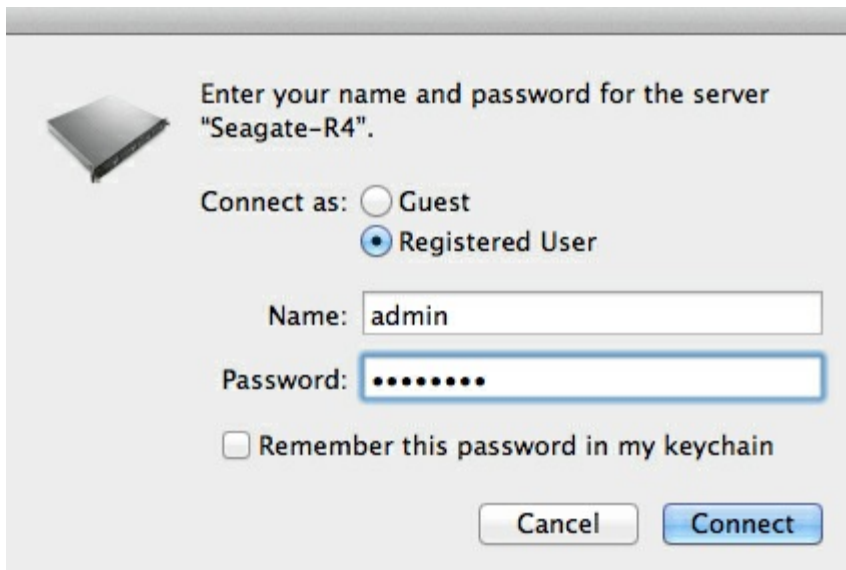 Enter your name and password for the server
"Seagate-R4".
Connect as: Guest
Registered User
Name: admin
Password: ••••••••
Remember this password in my keychain
Cancel Connect